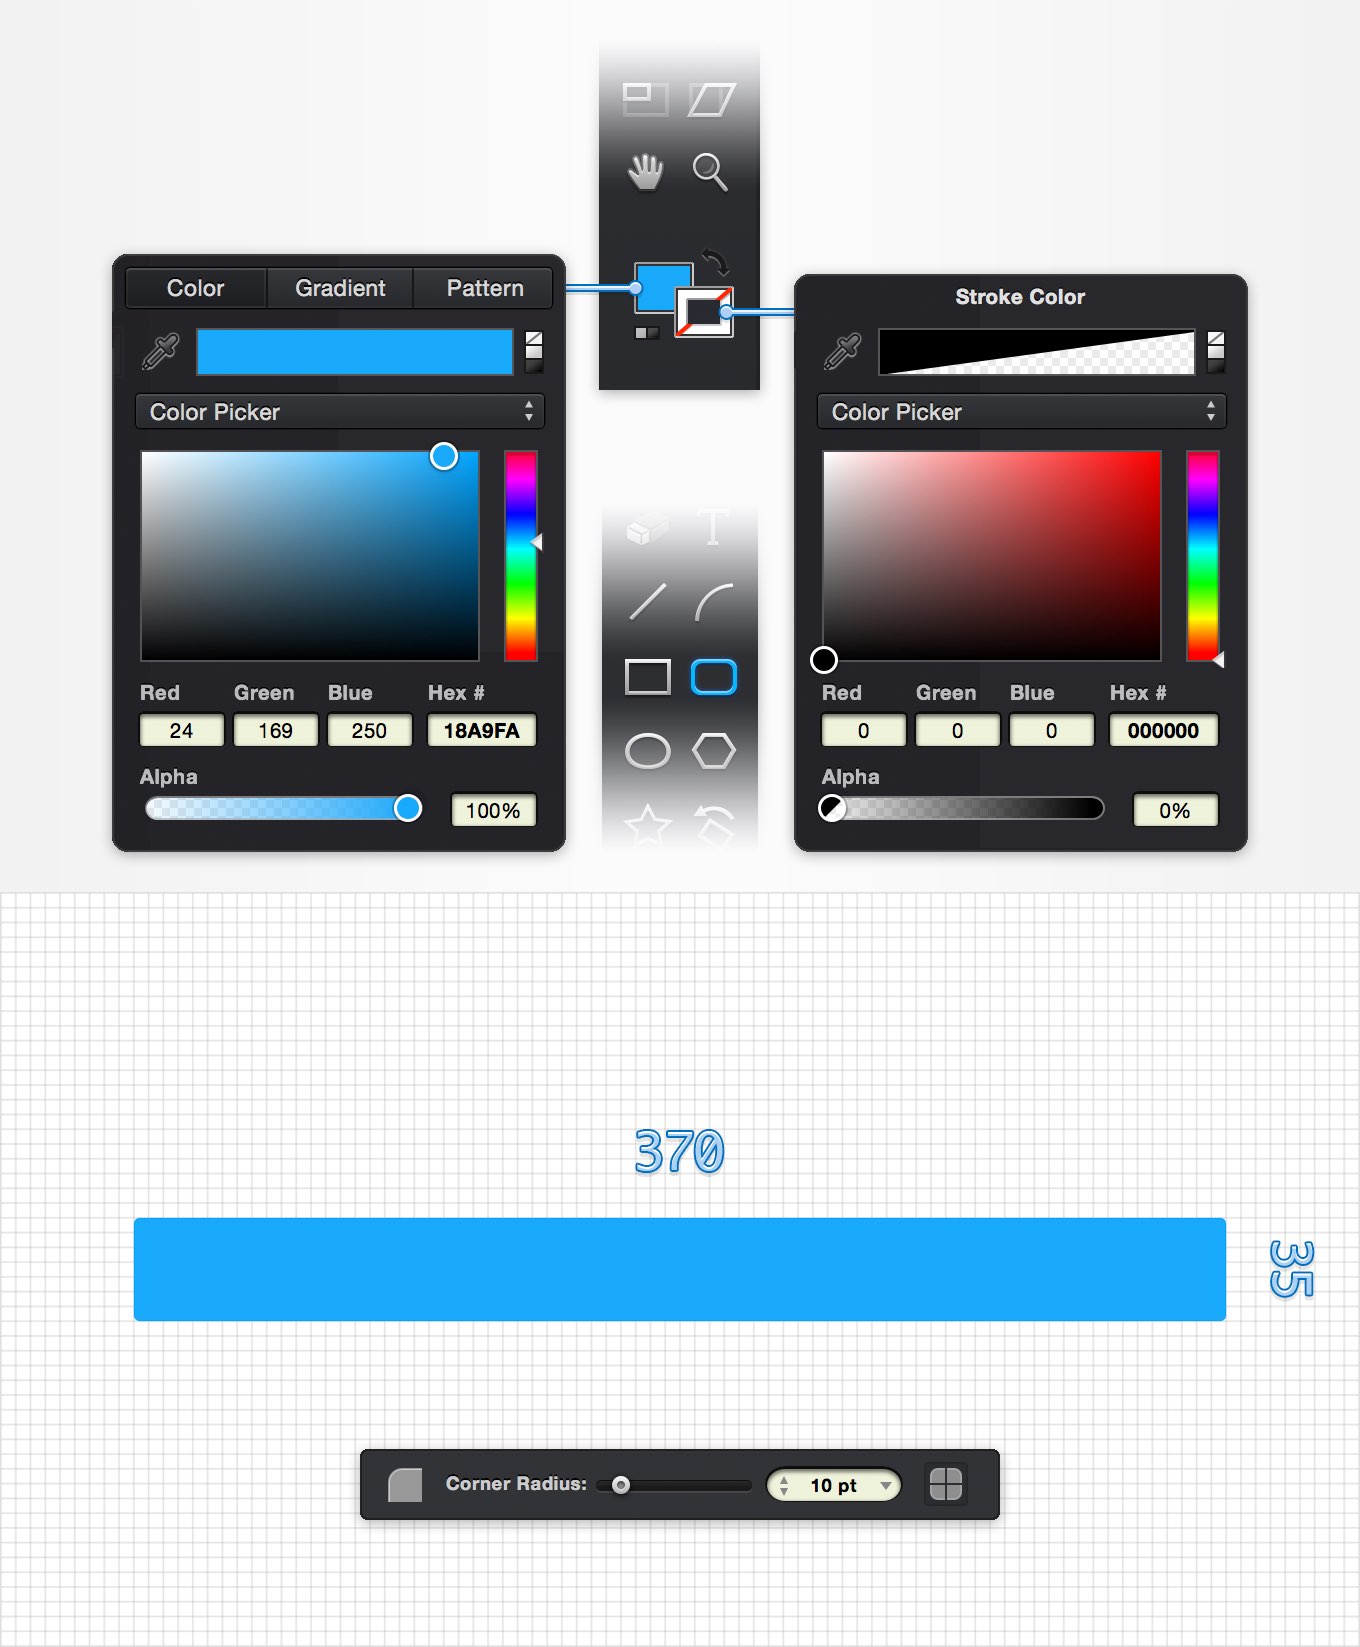 Color Gradient Pattern
Color Picker
Red Green Blue Hex #
24 169 250 18A9FA
Alpha
100%
T
Stroke Color
Color Picker
Red Green Blue Hex #
0 0 0 000000
Alpha
0%
370
35
Corner Radius: 10 pt